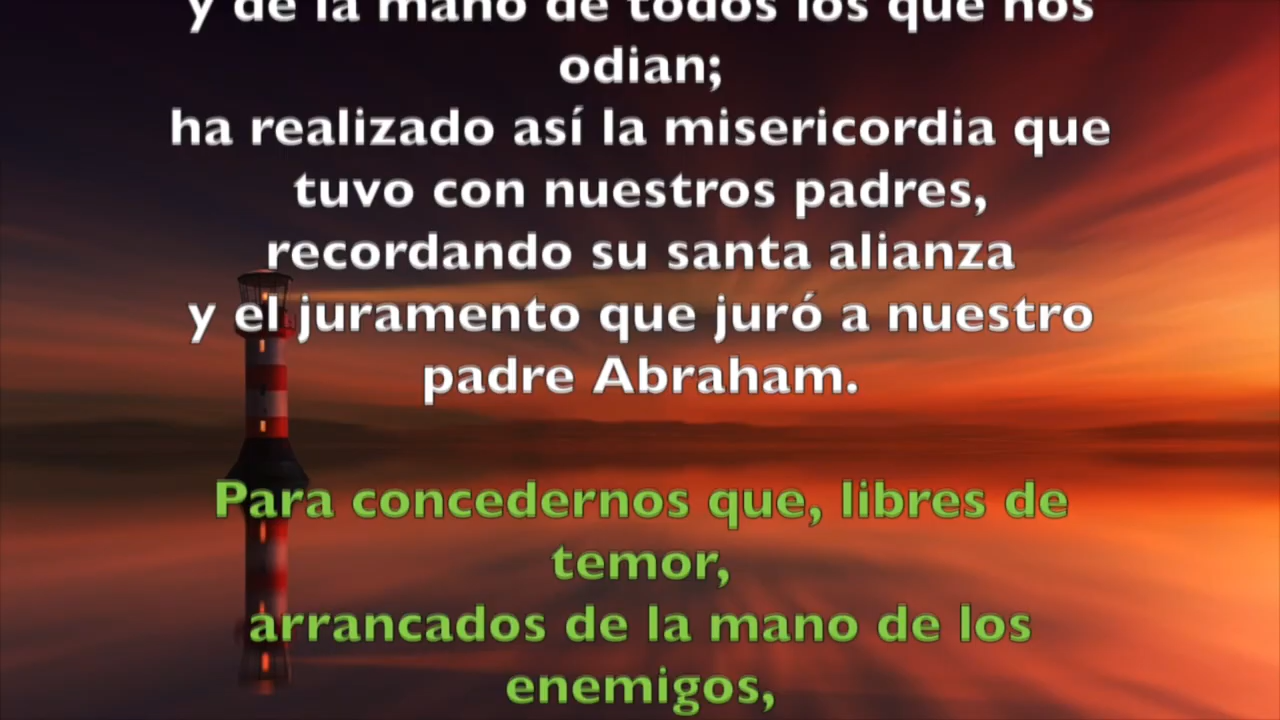 y de la mano de todos los que nos
odian;
ha realizado así la misericordia que
tuvo con nuestros padres,
recordando su santa alianza
y el juramento que juró a nuestro
padre Abraham.
Para concedernos que, libres de
temor,
arrancados de la mano de los
enemigos,